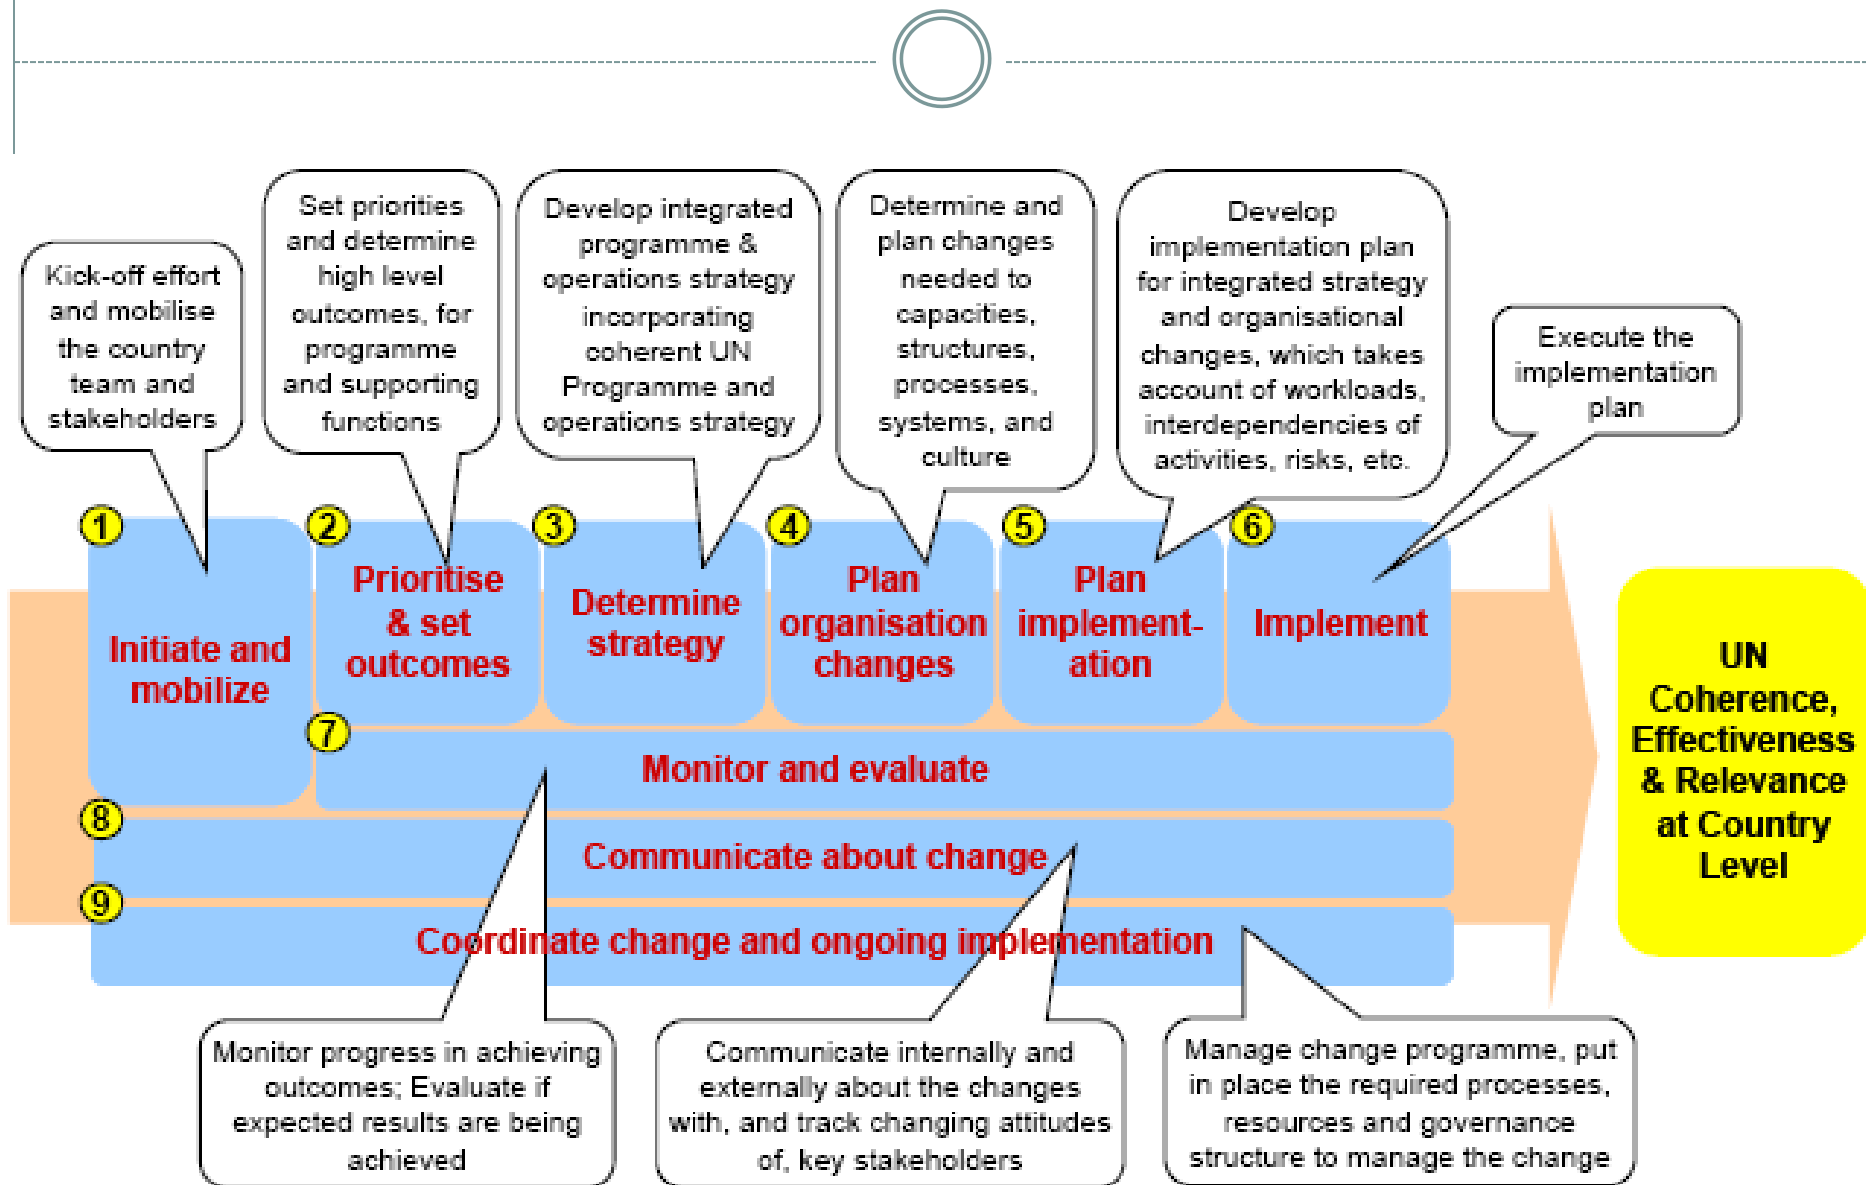 Kick-off effort
and mobilise
the country
team and
stakeholders
Set priorities
and determine
high level
outcomes, for
programme
and supporting
functions
Develop integrated
programme &
operations strategy
incorporating
coherent UN
Programme and
operations strategy
Determine and
plan changes
needed to
capacities,
structures,
processes,
systems, and
culture
Develop
implementation plan
for integrated strategy
and organisational
changes, which takes
account of workloads,
interdependencies of
activities, risks, etc.
Execute the
implementation
plan
1
Initiate and
mobilize
2
Prioritise
& set
outcomes
3
Determine
strategy
4
Plan
organisation
changes
5
Plan
implement-
ation
6
Implement
7
Monitor and evaluate
8
Communicate about change
9
Coordinate change and ongoing implementation
UN
Coherence,
Effectiveness
& Relevance
at Country
Level
Monitor progress in achieving
outcomes; Evaluate if
expected results are being
achieved
Communicate internally and
externally about the changes
with, and track changing attitudes
of, key stakeholders
Manage change programme, put
in place the required processes,
resources and governance
structure to manage the change